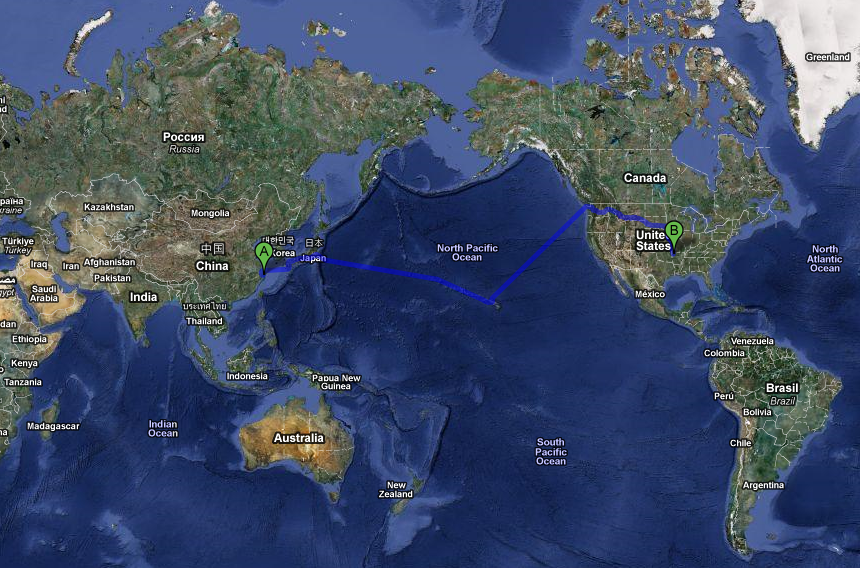 Greenland
Россия
Russia
Canada
Kazakhstan
Mongolia
United
States
North Pacific
Ocean
North
Atlantic
Ocean
Türkiye
Turkey
中国
China
대한민국
Korea
日本
Japan
Iraq
Iran
Afghanistan
Pakistan
Saudi
Arabia
India
ประเทศไทย
Thailand
México
Ethiopia
Kenya
Tanzania
Venezuela
Colombia
Indonesia
Papua New
Guinea
Perú
Brasil
Brazil
Bolivia
Madagascar
Indian
Ocean
Australia
South
Pacific
Ocean
Chile
Argentina
New
Zealand
A
B